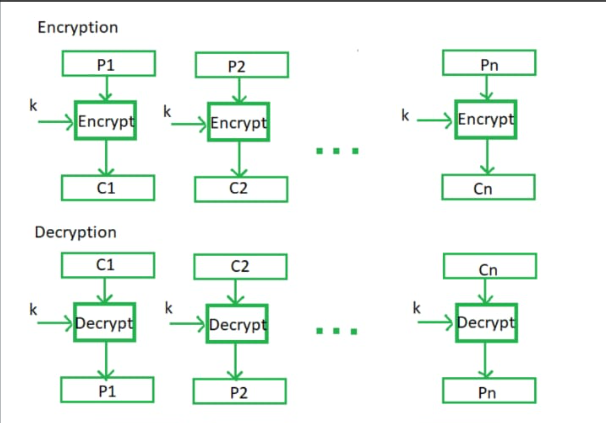 Encryption
P1 P2 Pn
k Encrypt k Encrypt k Encrypt
C1 C2 Cn
Decryption
C1 C2 Cn
k Decrypt k Decrypt k Decrypt
P1 P2 Pn